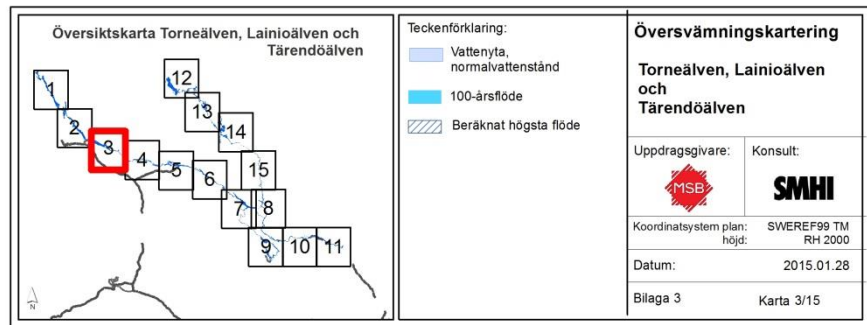 Översiktskarta Torneälven, Lainioälven och
Tärendöälven
1
2
3
4
5
6
7
8
9
10
11
12
13
14
15
N
Teckenförklaring:
Vattenyta,
normalvattenstånd
100-årsflöde
Beräknat högsta flöde
Översvämningskartering
Torneälven, Lainioälven
och
Tärendöälven
Uppdragsgivare:
MSB
Konsult:
SMHI
Koordinatsystem plan: SWEREF99 TM
höjd: RH 2000
Datum: 2015.01.28
Bilaga 3 Karta 3/15